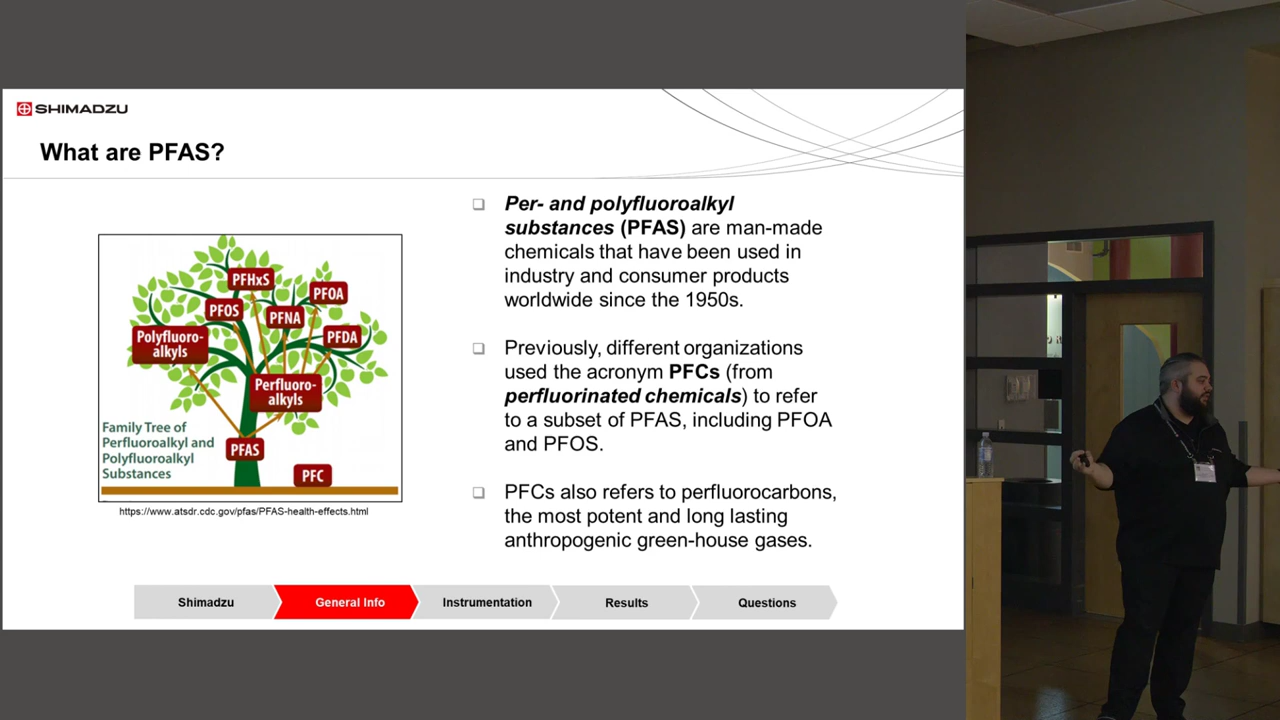 SHIMADZU
What are PFAS?
Per- and polyfluoroalkyl
substances (PFAS) are man-made
chemicals that have been used in
industry and consumer products
worldwide since the 1950s.
Previously, different organizations
used the acronym PFCs (from
perfluorinated chemicals) to refer
to a subset of PFAS, including PFOA
and PFOS.
PFCs also refers to perfluorocarbons,
the most potent and long lasting
anthropogenic green-house gases.
PFHxS
PFOA
PFOS
PFNA
PFDA
Polyfluoro-
alkyls
Perfluoro-
alkyls
Family Tree of
Perfluoroalkyl and
Polyfluoroalkyl
Substances
PFAS
PFC
https://www.atsdr.cdc.gov/pfas/PFAS-health-effects.html
Shimadzu
General Info
Instrumentation
Results
Questions